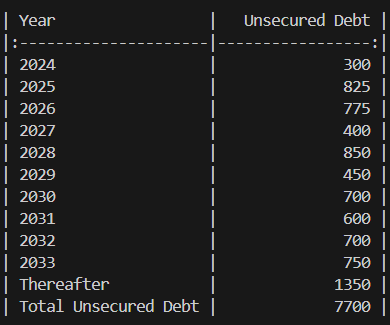 | Year                | Unsecured Debt |
|:--------------------|---------------:|
| 2024                |            300 |
| 2025                |            825 |
| 2026                |            775 |
| 2027                |            400 |
| 2028                |            850 |
| 2029                |            450 |
| 2030                |            700 |
| 2031                |            600 |
| 2032                |            700 |
| 2033                |            750 |
| Thereafter          |           1350 |
| Total Unsecured Debt |           7700 |